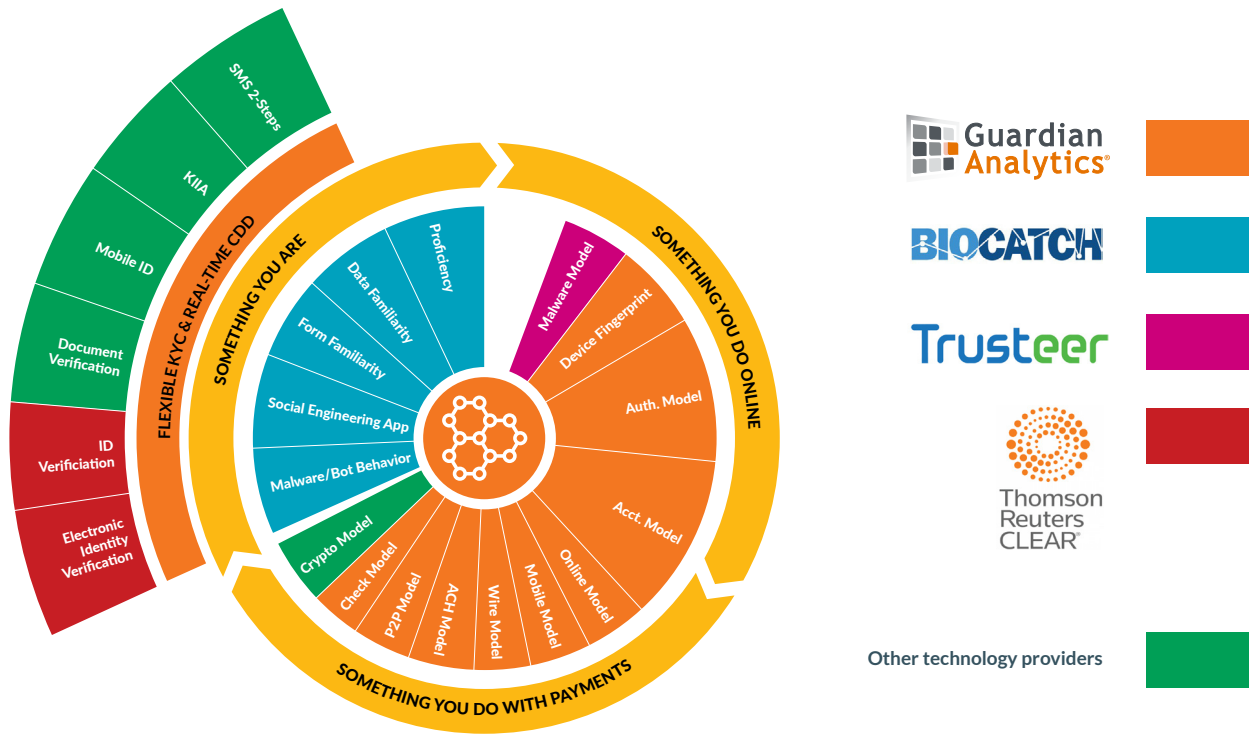 SMS 2-Steps
KIIA
Mobile ID
Document
Verification
ID
Verificiation
Electronic
Identity
Verification
FLEXIBLE KYC & REAL-TIME CDD
SOMETHING YOU ARE
SOMETHING YOU DO ONLINE
SOMETHING YOU DO WITH PAYMENTS
Proficiency
Data Familiarity
Form Familiarity
Social Engineering App
Malware/Bot Behavior
Crypto Model
Check Model
P2P Model
ACH Model
Wire Model
Mobile Model
Online Model
Acct. Model
Auth. Model
Device Fingerprint
Malware Model
Guardian
Analytics®
BIOCATCH
Trusteer
Thomson
Reuters
CLEAR®
Other technology providers